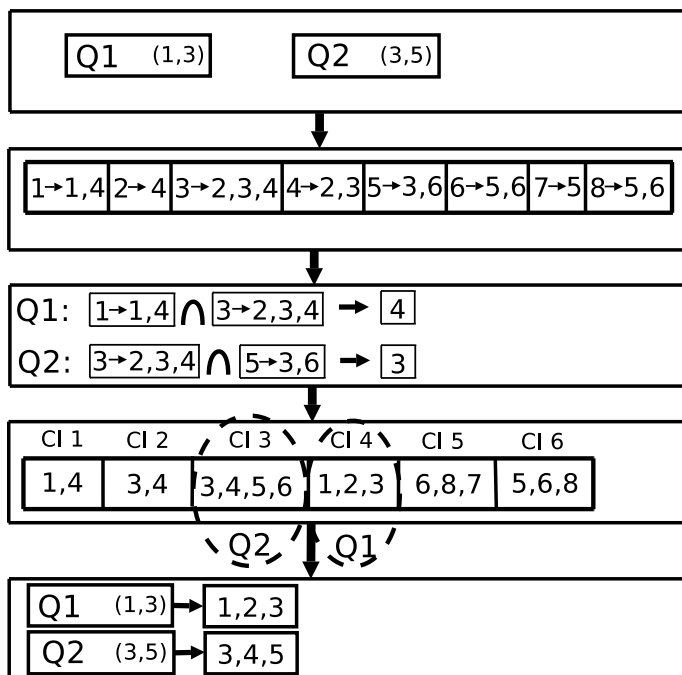 Q1 (1,3) Q2 (3,5)
1→1,4 2→4 3→2,3,4 4→2,3 5→3,6 6→5,6 7→5 8→5,6
Q1: 1→1,4 ∩ 3→2,3,4 → 4
Q2: 3→2,3,4 ∩ 5→3,6 → 3
Cl 1 Cl 2 Cl 3 Cl 4 Cl 5 Cl 6
1,4 3,4 3,4,5,6 1,2,3 6,8,7 5,6,8
Q2 Q1
Q1 (1,3) → 1,2,3
Q2 (3,5) → 3,4,5